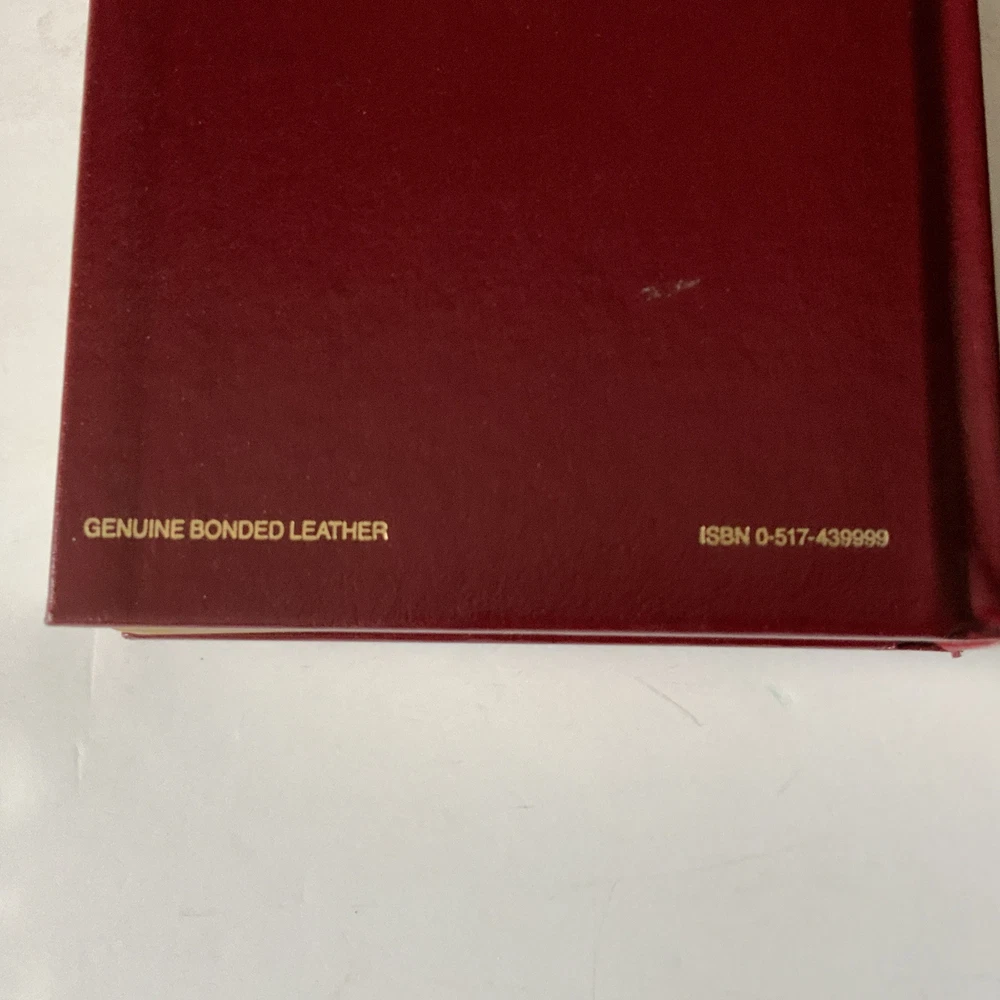 GENUINE BONDED LEATHER
ISBN 0-517-439999